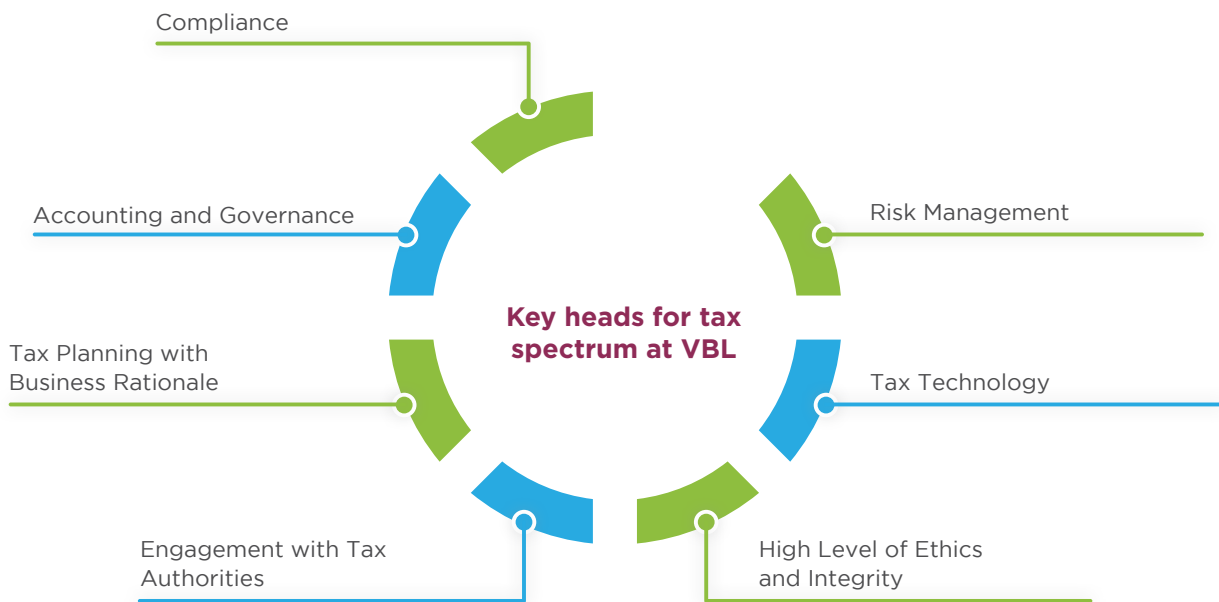 Compliance
Accounting and Governance
Risk Management
Key heads for tax
spectrum at VBL
Tax Planning with
Business Rationale
Tax Technology
Engagement with Tax
Authorities
High Level of Ethics
and Integrity